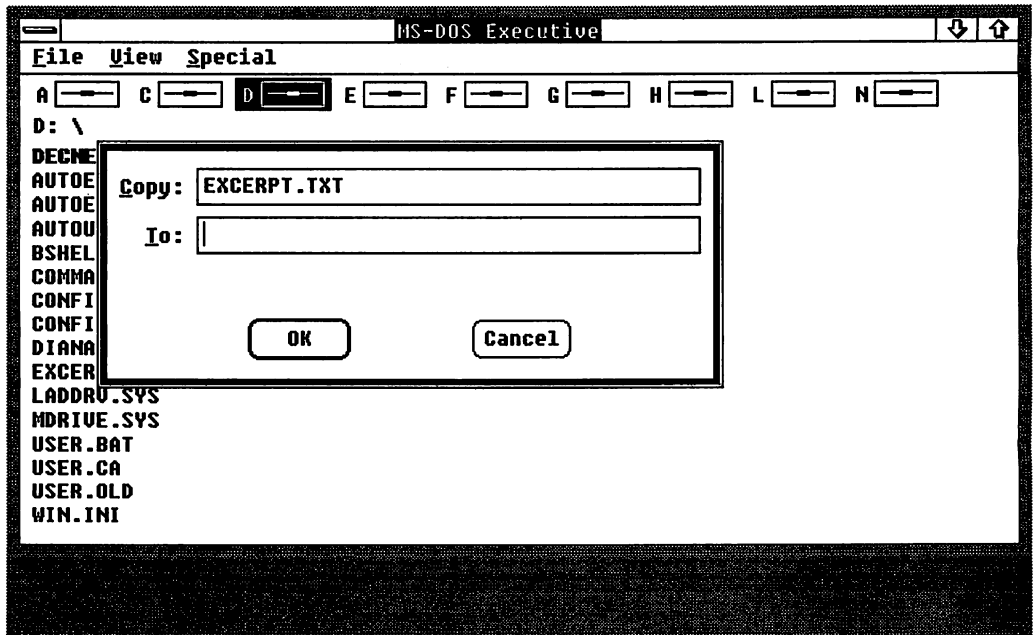 MS-DOS Executive
File View Special
A C D E F G H L N
D: \
DECNE
AUTOE
AUTOE
AUTOU
BSHEL
COMMA
CONFI
CONFI
DIANA
EXCER
LADDRV.SYS
MDRIVE.SYS
USER.BAT
USER.CA
USER.OLD
WIN.INI
Copy: EXCERPT.TXT
To:
OK Cancel